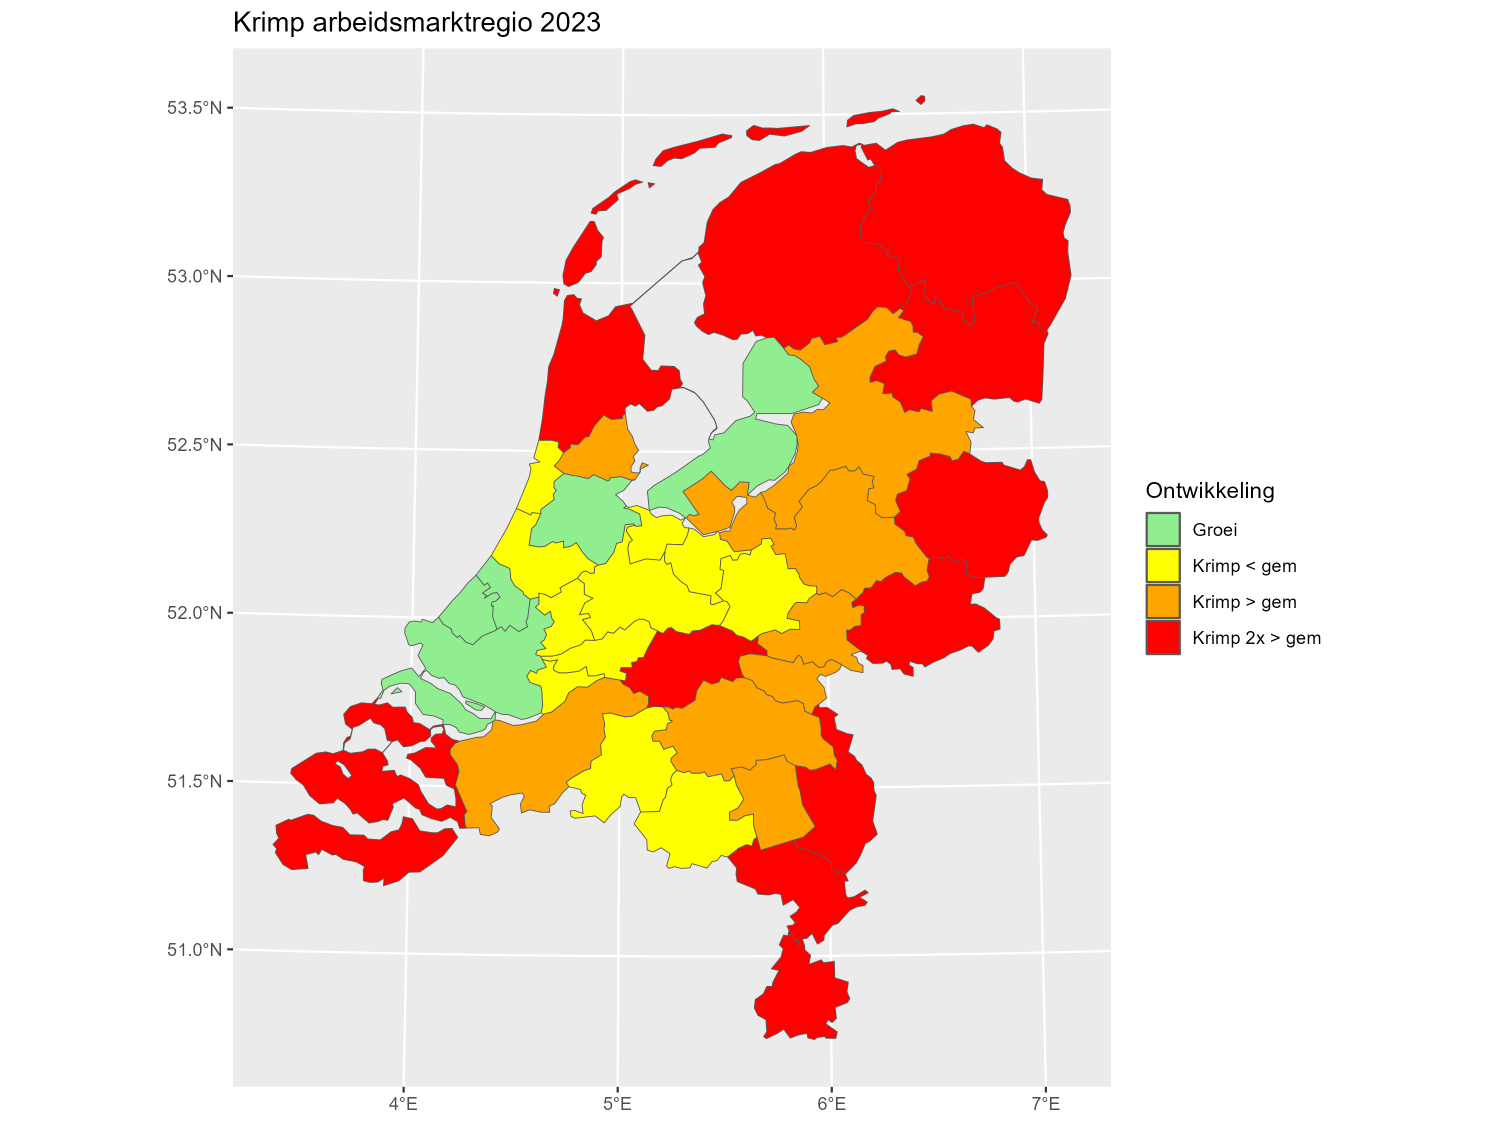 Krimp arbeidsmarktregio 2023
53.5°N
53.0°N
52.5°N
52.0°N
51.5°N
51.0°N
4°E
5°E
6°E
7°E
Ontwikkeling
Groei
Krimp < gem
Krimp > gem
Krimp 2x > gem